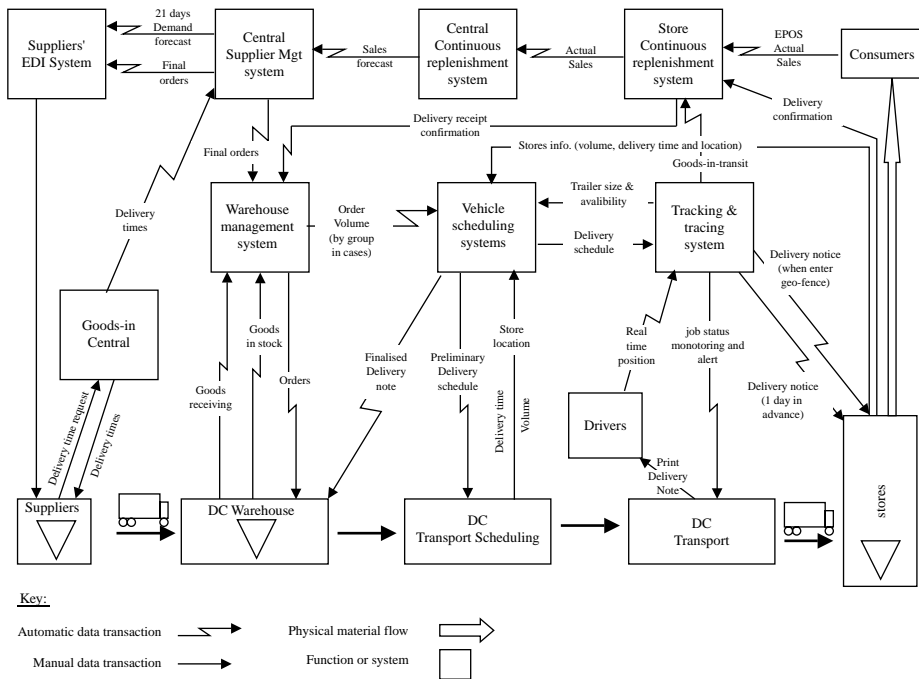 Suppliers'
EDI System
21 days
Demand
forecast
Final
orders
Central
Supplier Mgt
system
Sales
forecast
Central
Continuous
replenishment
system
Actual
Sales
Store
Continuous
replenishment
system
EPOS
Actual
Sales
Consumers
Delivery
confirmation
Delivery receipt
confirmation
Final orders
Stores info. (volume, delivery time and location)
Goods-in-transit
Delivery
times
Warehouse
management
system
Order
Volume
(by group
in cases)
Vehicle
scheduling
systems
Trailer size &
availibility
Delivery
schedule
Tracking &
tracing
system
Delivery notice
(when enter
geo-fence)
Goods-in
Central
Goods
receiving
Goods
in stock
Orders
Finalised
Delivery
note
Preliminary
Delivery
schedule
Store
location
Delivery time
Volume
Real
time
position
job status
monotoring and
alert
Delivery notice
(1 day in
advance)
Drivers
Print
Delivery
Note
Delivery time request
Delivery times
Suppliers
DC Warehouse
DC
Transport Scheduling
DC
Transport
stores
Key:
Automatic data transaction
Physical material flow
Manual data transaction
Function or system